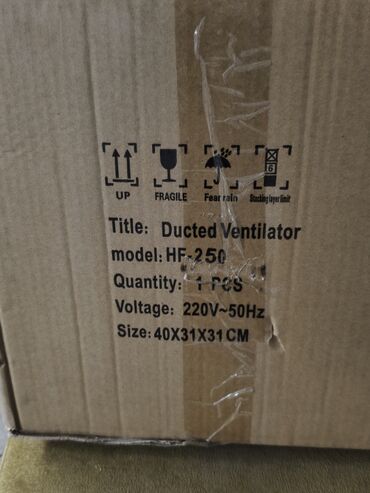 6
UP FRAGILE Fear rain Stacking layer limit
Title: Ducted Ventilator
model: HF-250
Quantity: 1 PCS
Voltage: 220V~50Hz
Size: 40X31X31CM